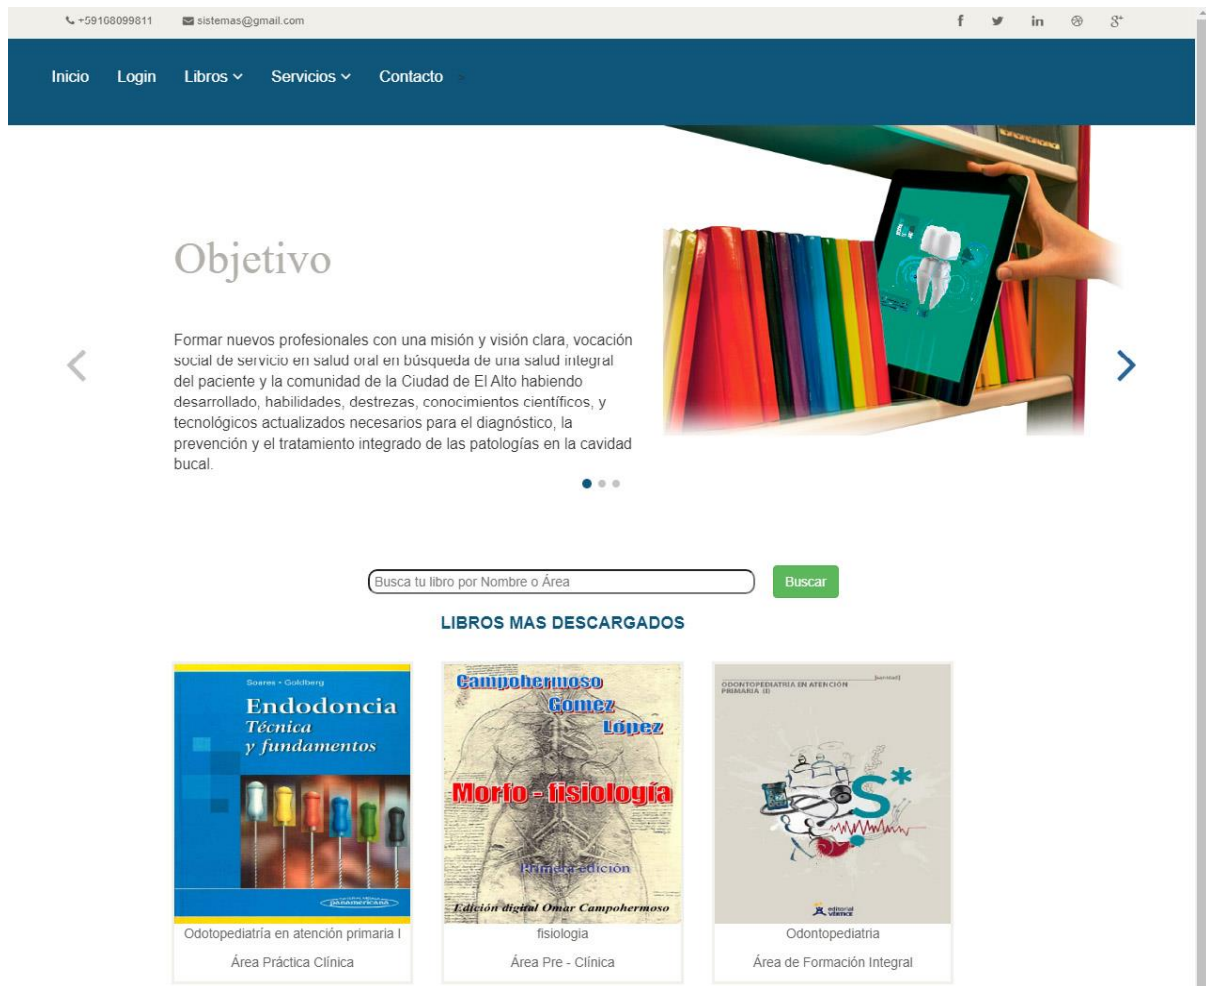 +59168099811 sistemas@gmail.com
Inicio Login Libros Servicios Contacto >
Objetivo
Formar nuevos profesionales con una misión y visión clara, vocación
social de servicio en salud oral en búsqueda de una salud integral
del paciente y la comunidad de la Ciudad de El Alto habiendo
desarrollado, habilidades, destrezas, conocimientos científicos, y
tecnológicos actualizados necesarios para el diagnóstico, la
prevención y el tratamiento integrado de las patologías en la cavidad
bucal.
Busca tu libro por Nombre o Área Buscar
LIBROS MAS DESCARGADOS
Soares • Goldberg
Endodoncia
Técnica
y fundamentos
panamericana
Odotopediatría en atención primaria I
Área Práctica Clínica
Campohermoso
Gomez
López
Morfo - fisiología
Primera edición
Edición digital Omar Campohermoso
fisiologia
Área Pre - Clínica
[sanidad]
ODONTOPEDIATRIA EN ATENCIÓN
PRIMARIA (I)
S*
editorial
VÉRTICE
Odontopediatria
Área de Formación Integral